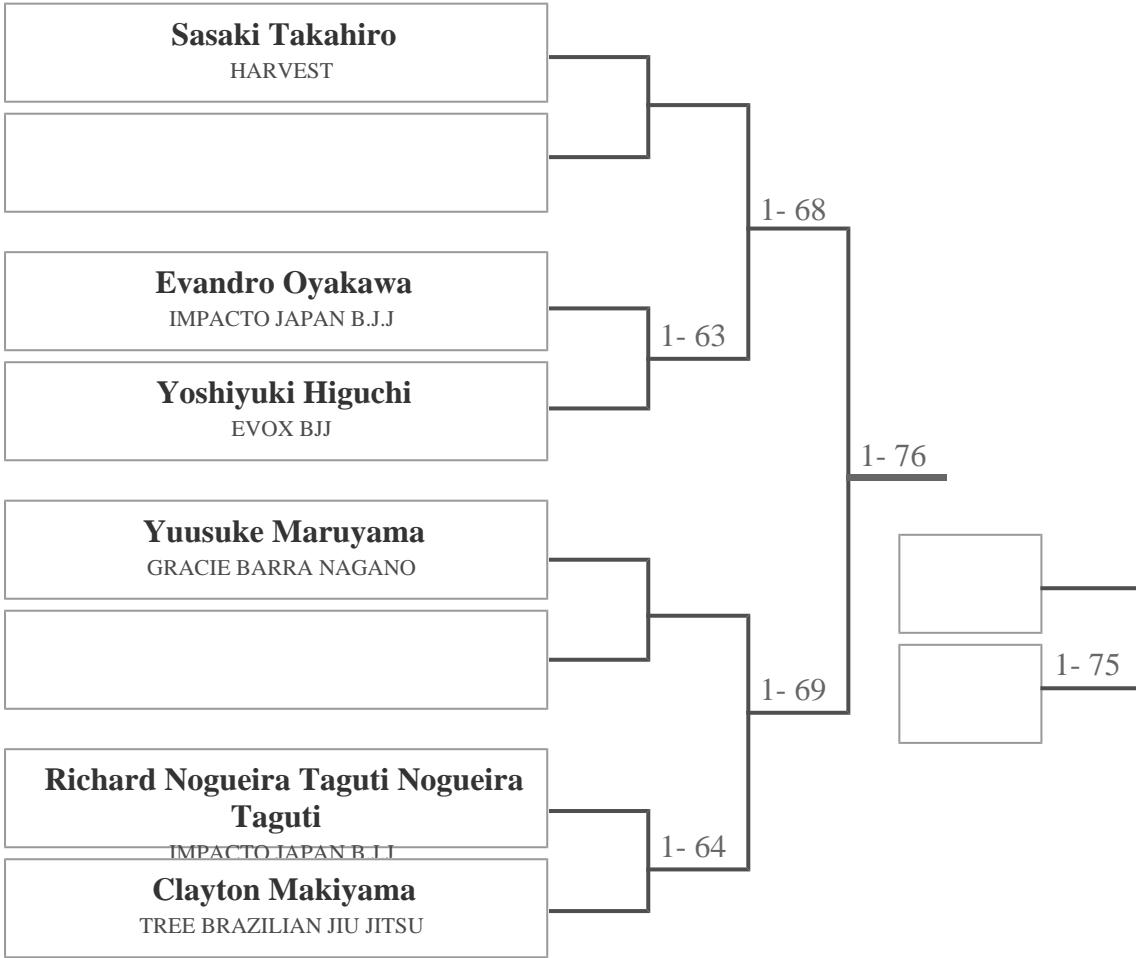 Sasaki Takahiro
HARVEST
1- 68
Evandro Oyakawa
IMPACTO JAPAN B.J.J
1- 63
Yoshiyuki Higuchi
EVOX BJJ
1- 76
Yuusuke Maruyama
GRACIE BARRA NAGANO
1- 75
1- 69
Richard Nogueira Taguti Nogueira
Taguti
IMPACTO JAPAN B.J.J
1- 64
Clayton Makiyama
TREE BRAZILIAN JIU JITSU